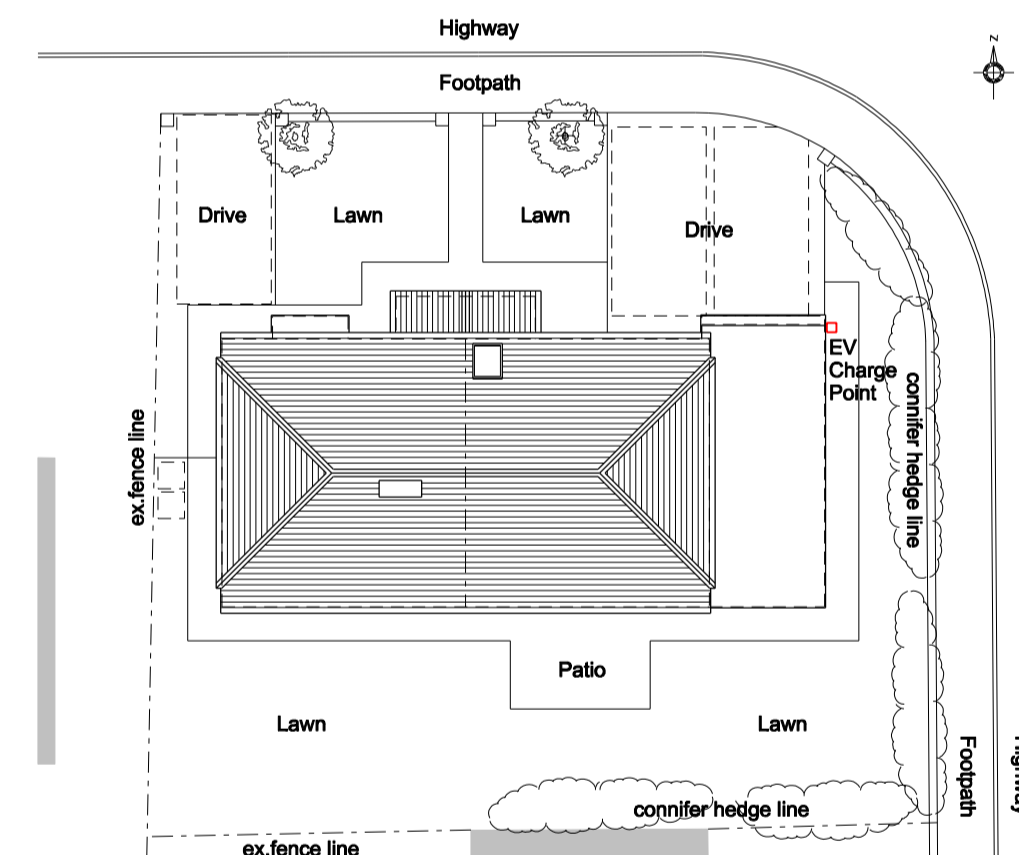 Highway
N
Footpath
Drive
Lawn
Lawn
Drive
EV
Charge
Point
connifer hedge line
ex.fence line
Patio
Lawn
Lawn
Footpath
Highway
connifer hedge line
ex.fence line